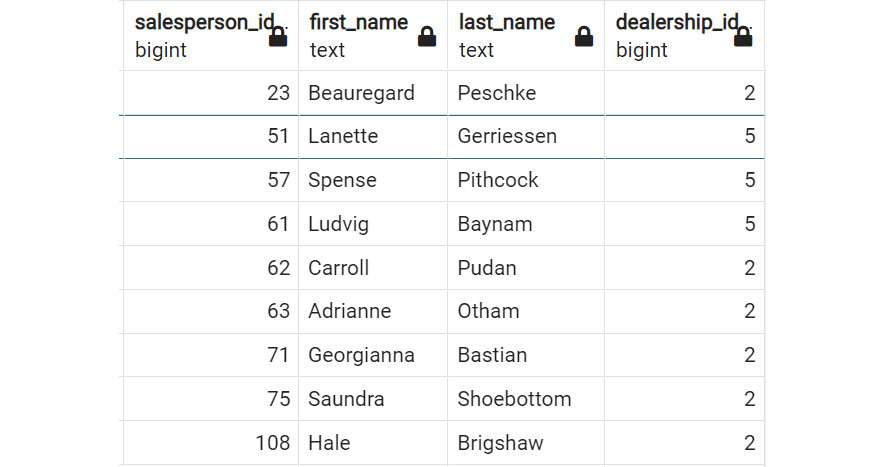 salesperson_id first_name last_name dealership_id
bigint text text bigint
23 Beauregard Peschke 2
51 Lanette Gerriessen 5
57 Spense Pithcock 5
61 Ludvig Baynam 5
62 Carroll Pudan 2
63 Adrianne Otham 2
71 Georgianna Bastian 2
75 Saundra Shoebottom 2
108 Hale Brigshaw 2